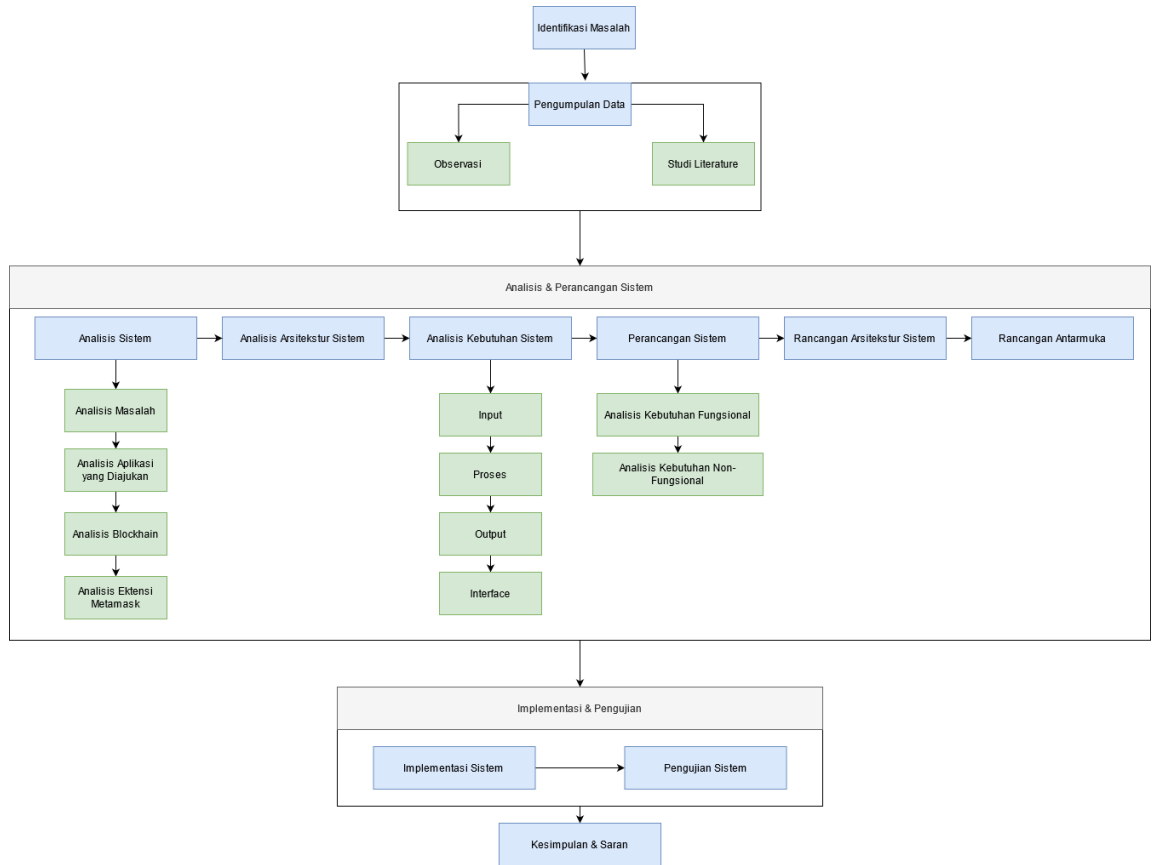 Identifikasi Masalah
Pengumpulan Data
Observasi
Studi Literature
Analisis & Perancangan Sistem
Analisis Sistem
Analisis Arsitekstur Sistem
Analisis Kebutuhan Sistem
Perancangan Sistem
Rancangan Arsitekstur Sistem
Rancangan Antarmuka
Analisis Masalah
Analisis Aplikasi
yang Diajukan
Analisis Blockhain
Analisis Ektensi
Metamask
Input
Proses
Output
Interface
Analisis Kebutuhan Fungsional
Analisis Kebutuhan Non-
Fungsional
Implementasi & Pengujian
Implementasi Sistem
Pengujian Sistem
Kesimpulan & Saran